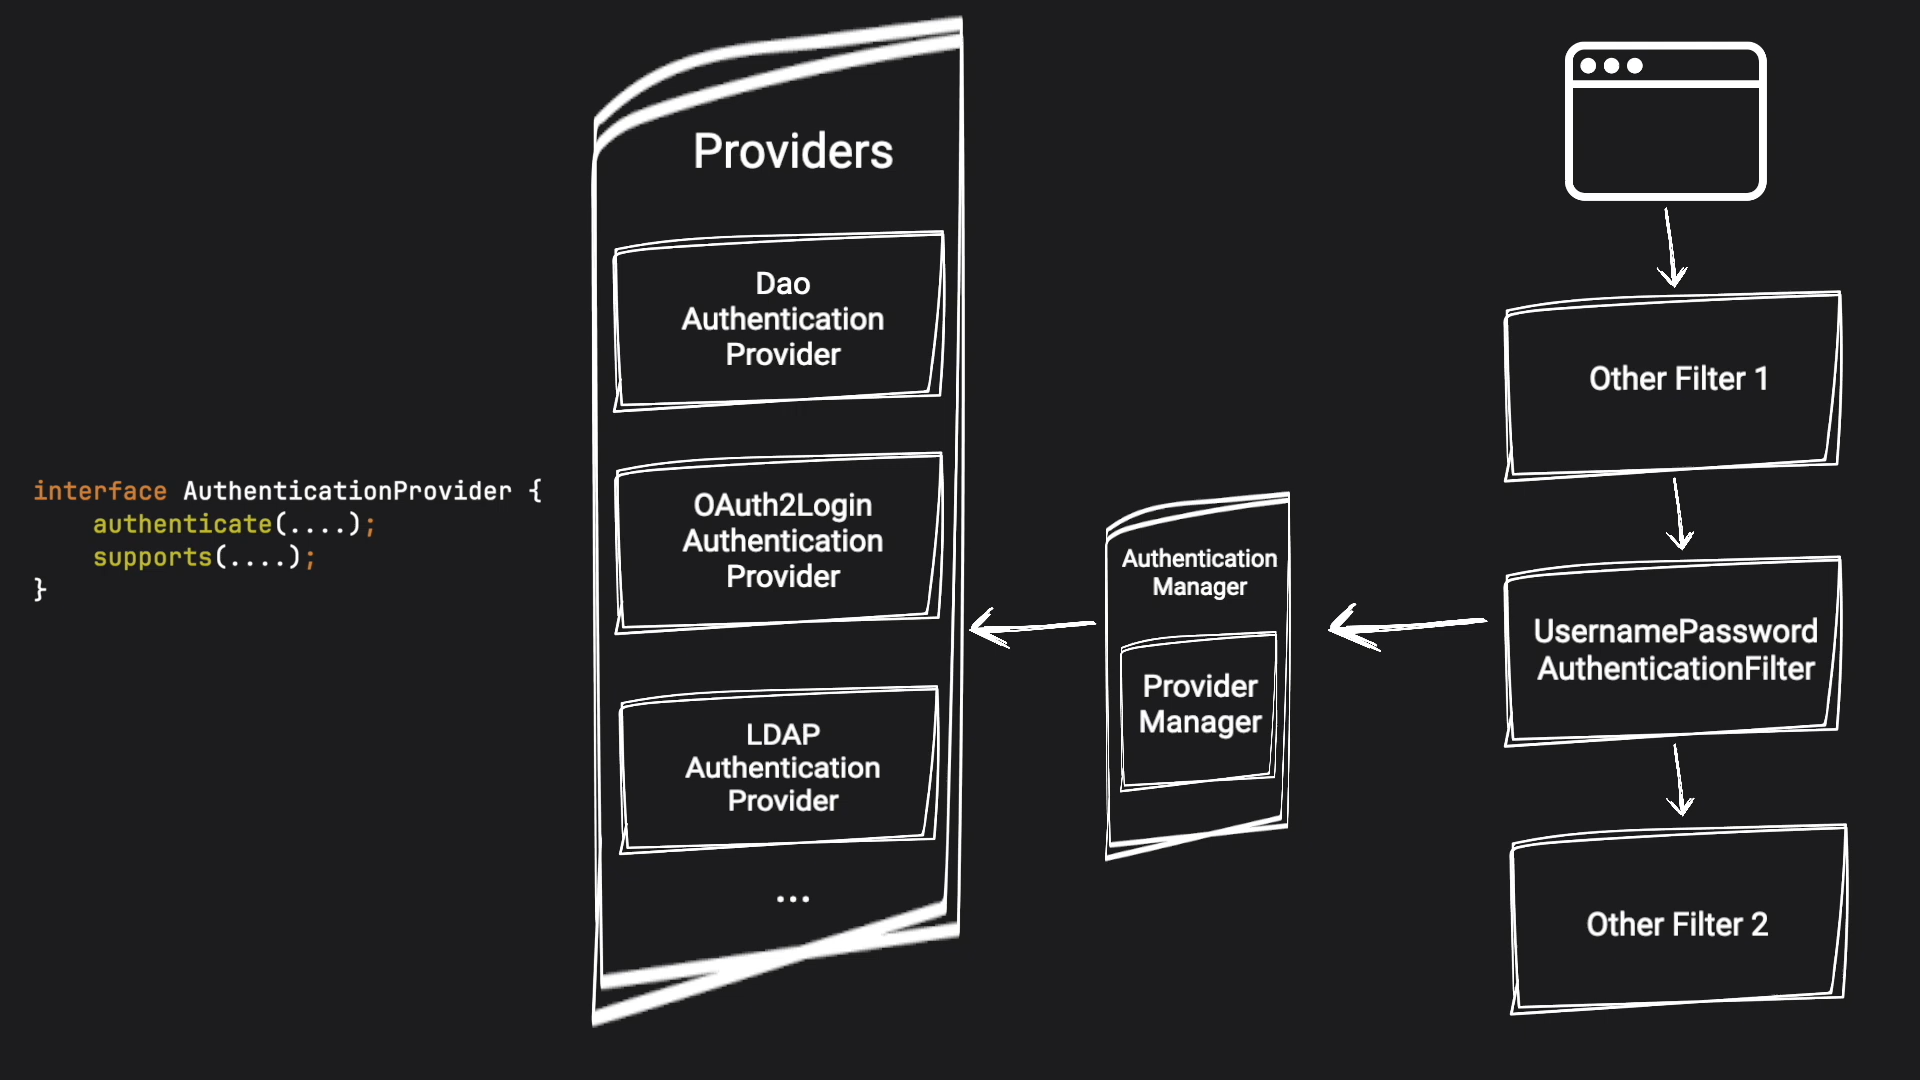 interface AuthenticationProvider {
    authenticate(....);
    supports(....);
}
Providers
Dao
Authentication
Provider
OAuth2Login
Authentication
Provider
LDAP
Authentication
Provider
...
Authentication
Manager
Provider
Manager
Other Filter 1
UsernamePassword
AuthenticationFilter
Other Filter 2